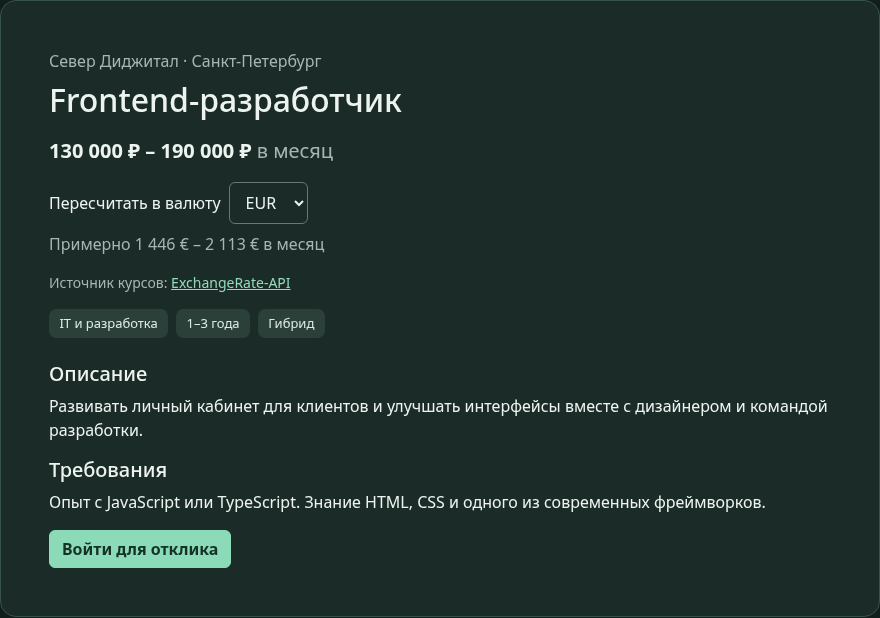 Север Диджитал · Санкт-Петербург
Frontend-разработчик
130 000 ₽ – 190 000 ₽ в месяц
Пересчитать в валюту EUR
Примерно 1 446 € – 2 113 € в месяц
Источник курсов: ExchangeRate-API
IT и разработка 1–3 года Гибрид
Описание
Развивать личный кабинет для клиентов и улучшать интерфейсы вместе с дизайнером и командой
разработки.
Требования
Опыт с JavaScript или TypeScript. Знание HTML, CSS и одного из современных фреймворков.
Войти для отклика